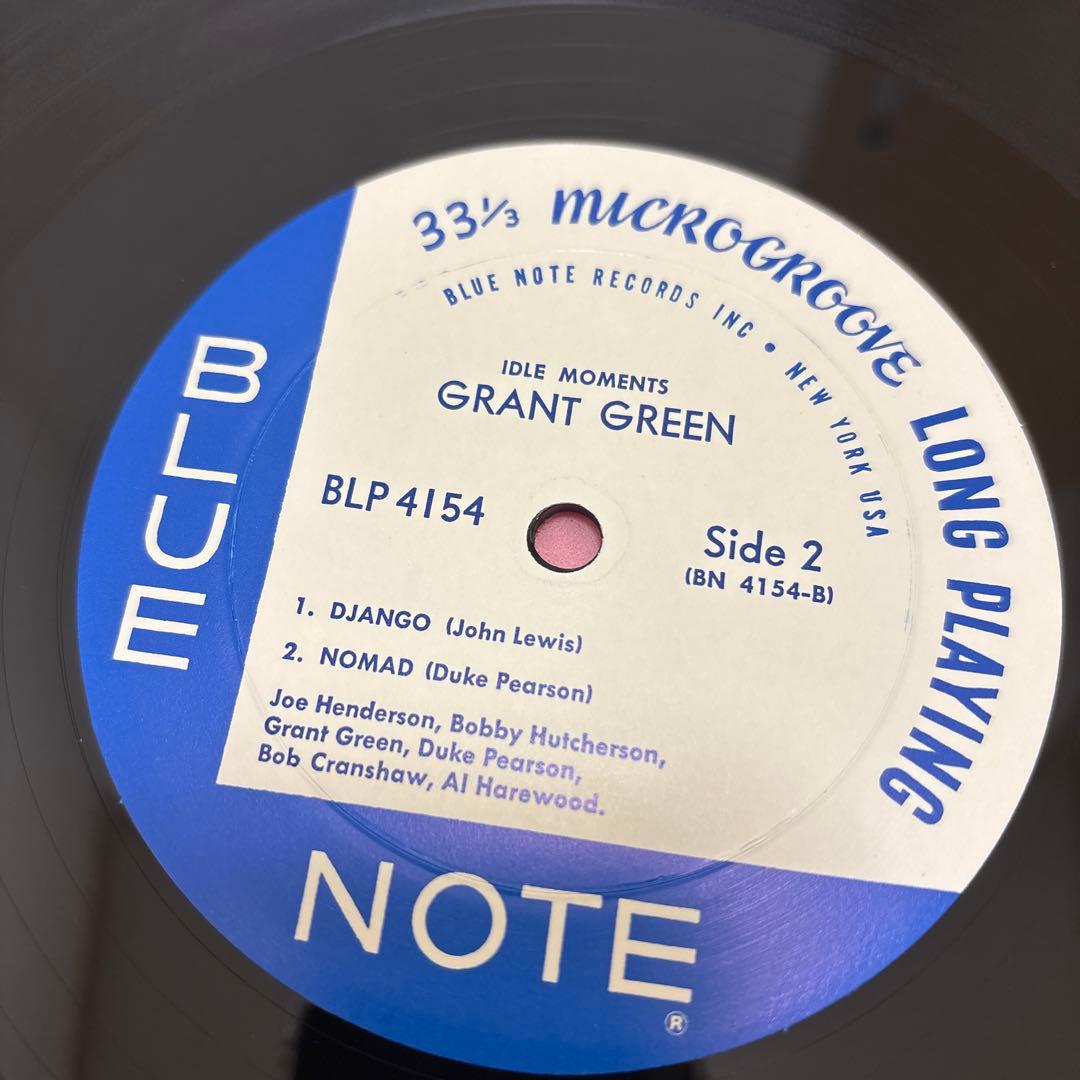 33⅓ MICROGROOVE LONG PLAYING
BLUE NOTE RECORDS INC • NEW YORK USA
IDLE MOMENTS
GRANT GREEN
BLP 4154
Side 2
(BN 4154-B)
1. DJANGO (John Lewis)
2. NOMAD (Duke Pearson)
Joe Henderson, Bobby Hutcherson,
Grant Green, Duke Pearson,
Bob Cranshaw, Al Harewood.
BLUE
NOTE
®